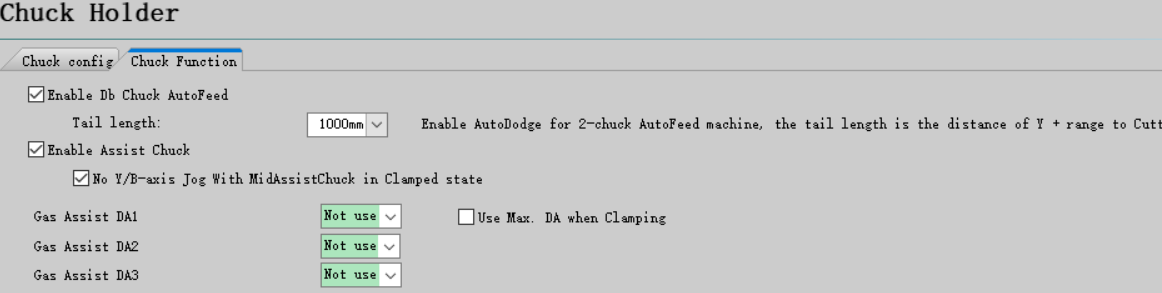 Chuck Holder
Chuck config Chuck Function
Enable Db Chuck AutoFeed
Tail length: 1000mm Enable AutoDodge for 2-chuck AutoFeed machine, the tail length is the distance of Y + range to Cutt
Enable Assist Chuck
No Y/B-axis Jog With MidAssistChuck in Clamped state
Gas Assist DA1 Not use Use Max. DA when Clamping
Gas Assist DA2 Not use
Gas Assist DA3 Not use